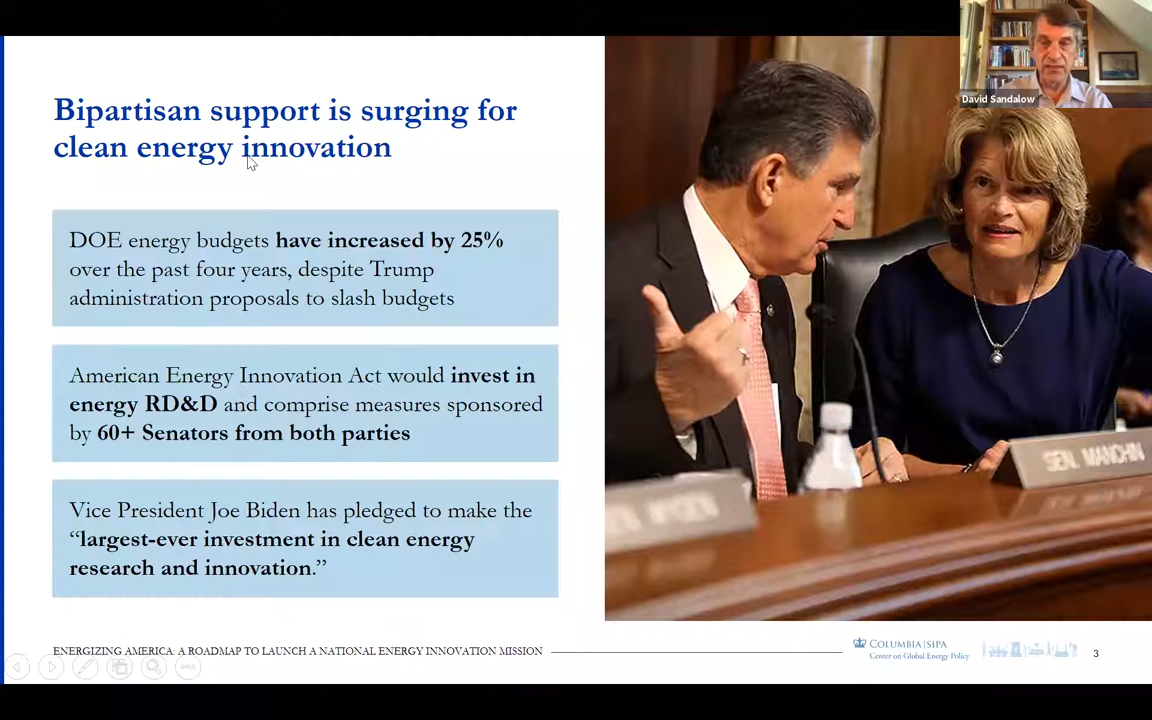 David Sandalow
Bipartisan support is surging for
clean energy innovation
DOE energy budgets have increased by 25%
over the past four years, despite Trump
administration proposals to slash budgets
American Energy Innovation Act would invest in
energy RD&D and comprise measures sponsored
by 60+ Senators from both parties
Vice President Joe Biden has pledged to make the
“largest-ever investment in clean energy
research and innovation.”
SEN. MANCHIN
ENERGIZING AMERICA: A ROADMAP TO LAUNCH A NATIONAL ENERGY INNOVATION MISSION
COLUMBIA | SIPA
Center on Global Energy Policy
3